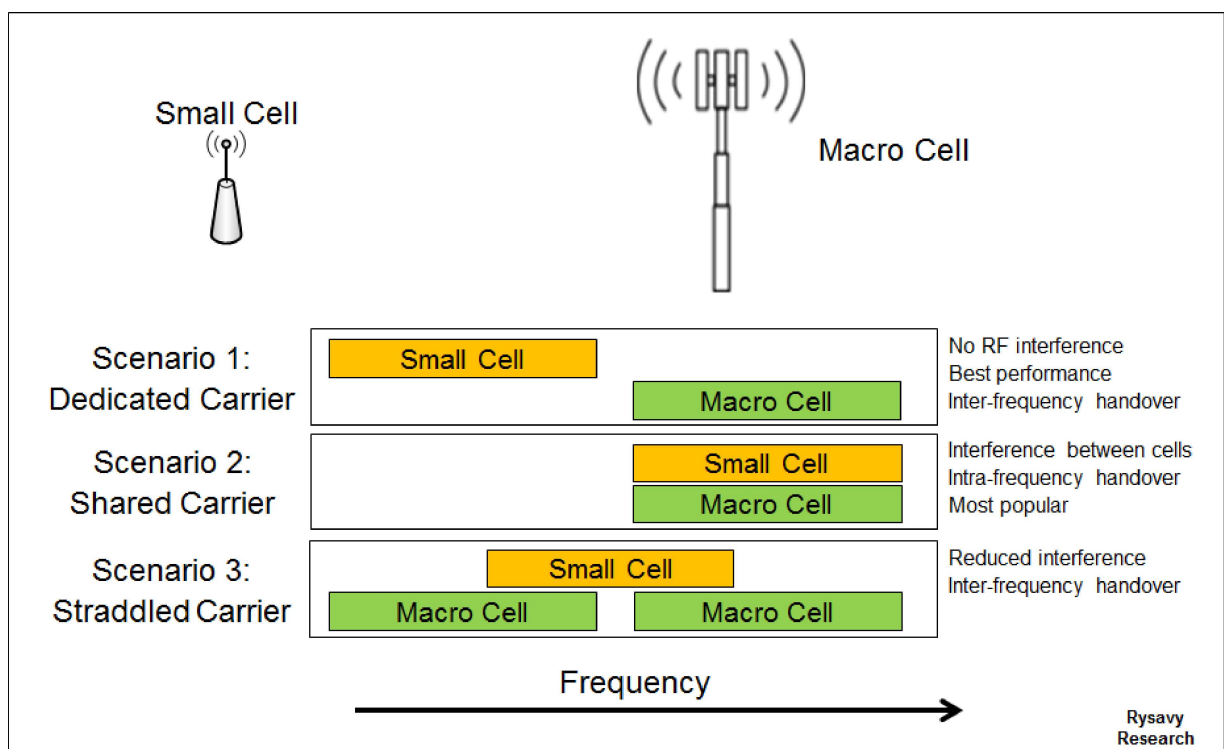 Small Cell
Macro Cell
Scenario 1:
Dedicated Carrier
Small Cell
Macro Cell
No RF interference
Best performance
Inter-frequency handover
Scenario 2:
Shared Carrier
Small Cell
Macro Cell
Interference between cells
Intra-frequency handover
Most popular
Scenario 3:
Straddled Carrier
Small Cell
Macro Cell
Macro Cell
Reduced interference
Inter-frequency handover
Frequency
Rysavy
Research